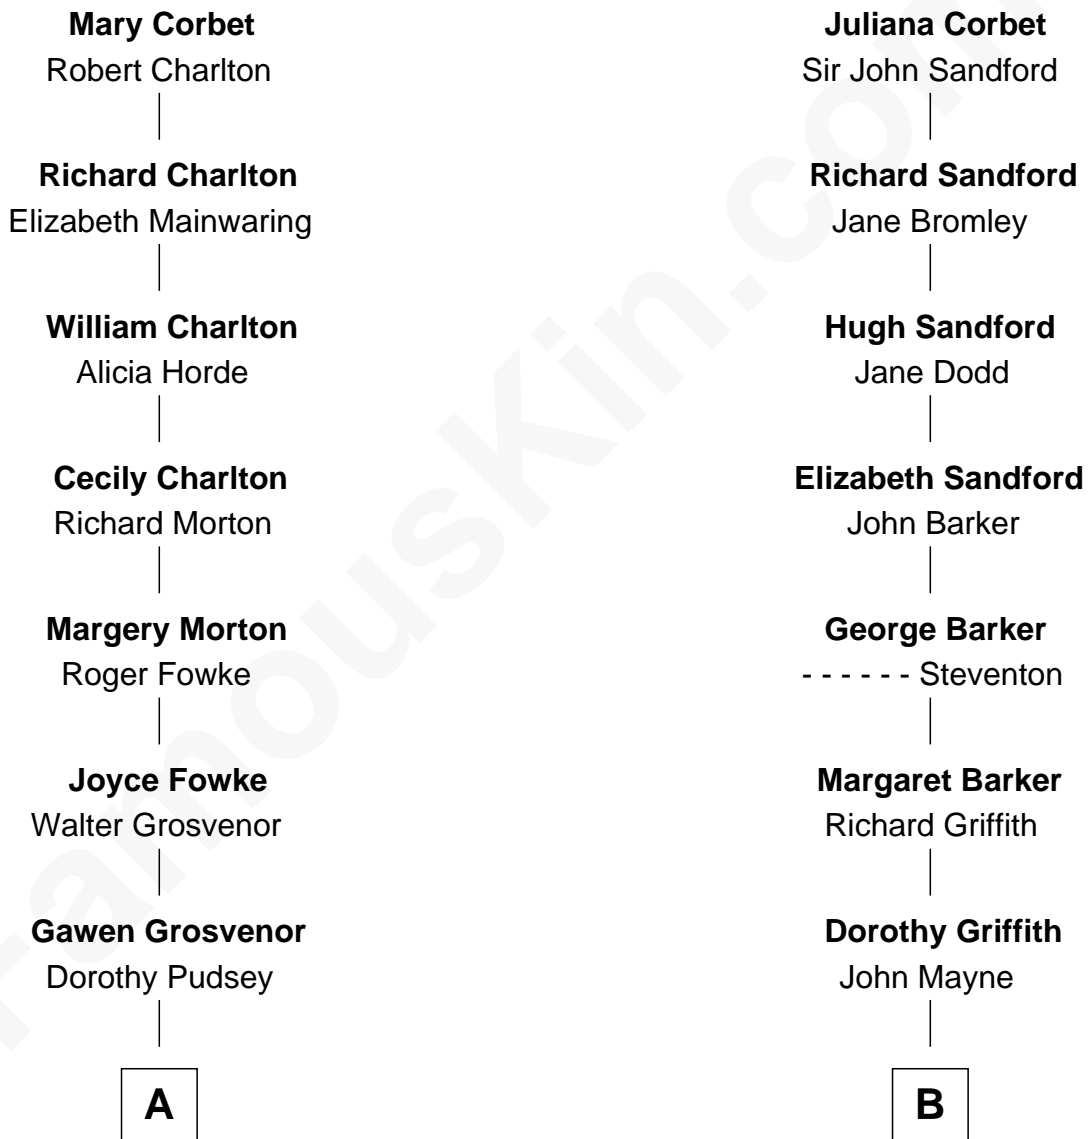 Mary Corbet
Robert Charlton
Richard Charlton
Elizabeth Mainwaring
William Charlton
Alicia Horde
Cecily Charlton
Richard Morton
Margery Morton
Roger Fowke
Joyce Fowke
Walter Grosvenor
Gawen Grosvenor
Dorothy Pudsey
A
Juliana Corbet
Sir John Sandford
Richard Sandford
Jane Bromley
Hugh Sandford
Jane Dodd
Elizabeth Sandford
John Barker
George Barker
- - - - - - Steventon
Margaret Barker
Richard Griffith
Dorothy Griffith
John Mayne
B
FamousKin.com